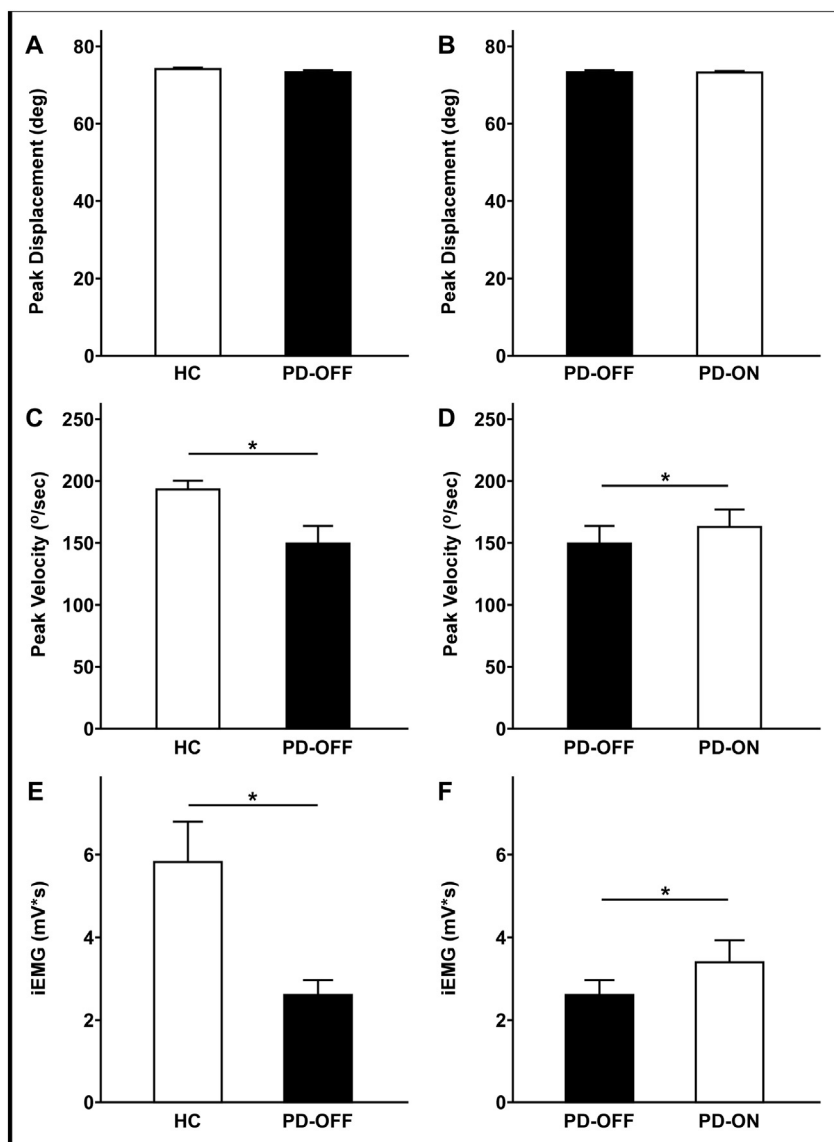 A
Peak Displacement (deg)
80
60
40
20
0
HC
PD-OFF
B
Peak Displacement (deg)
80
60
40
20
0
PD-OFF
PD-ON
C
Peak Velocity (º/sec)
250
200
150
100
50
0
*
HC
PD-OFF
D
Peak Velocity (º/sec)
250
200
150
100
50
0
*
PD-OFF
PD-ON
E
iEMG (mV*s)
6
4
2
0
*
HC
PD-OFF
F
iEMG (mV*s)
6
4
2
0
*
PD-OFF
PD-ON